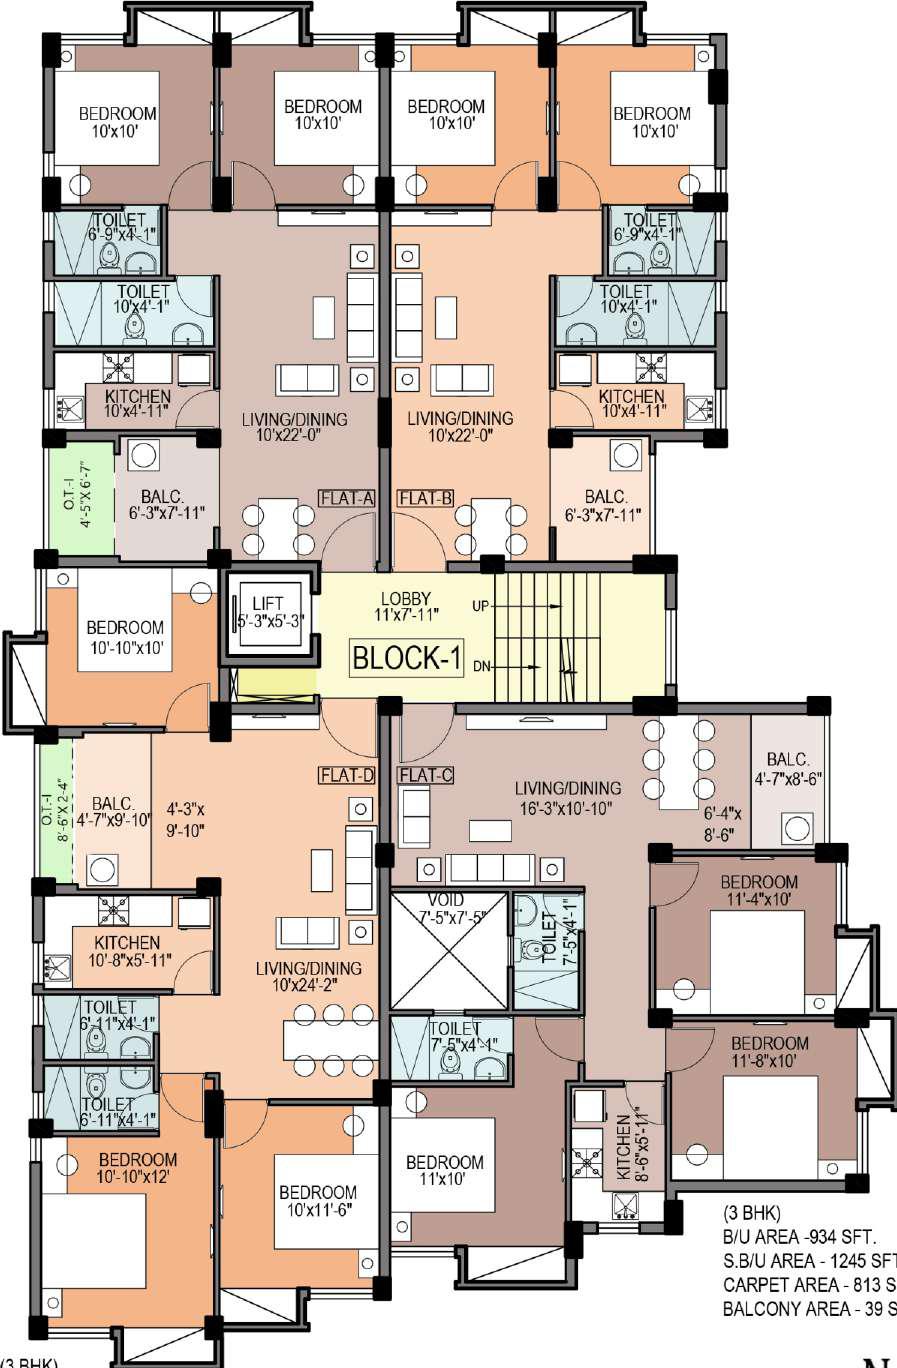 BEDROOM
10'x10'
BEDROOM
10'x10'
BEDROOM
10'x10'
BEDROOM
10'x10'
TOILET
6'-9"x4'-1"
TOILET
6'-9"x4'-1"
TOILET
10'x4'-1"
TOILET
10'x4'-1"
KITCHEN
10'x4'-11"
LIVING/DINING
10'x22'-0"
LIVING/DINING
10'x22'-0"
KITCHEN
10'x4'-11"
O.T.-I
4'-5"X 6'-7"
BALC.
6'-3"x7'-11"
FLAT-A
FLAT-B
BALC.
6'-3"x7'-11"
BEDROOM
10'-10"x10'
LIFT
5'-3"x5'-3"
LOBBY
11'x7'-11"
UP
BLOCK-1
DN
O.T.-I
8'-6"X 2'-4"
BALC.
4'-7"x9'-10"
4'-3"x
9'-10"
FLAT-D
FLAT-C
LIVING/DINING
16'-3"x10'-10"
6'-4"x
8'-6"
BALC.
4'-7"x8'-6"
KITCHEN
10'-8"x5'-11"
LIVING/DINING
10'x24'-2"
VOID
7'-5"x7'-5"
TOILET
7'-5"x4'-1"
BEDROOM
11'-4"x10'
TOILET
6'-11"x4'-1"
TOILET
6'-11"x4'-1"
TOILET
7'-5"x4'-1"
BEDROOM
11'-8"x10'
BEDROOM
10'-10"x12'
BEDROOM
10'x11'-6"
BEDROOM
11'x10'
KITCHEN
8'-6"x5'-11"
(3 BHK)
B/U AREA -934 SFT.
S.B/U AREA - 1245 SFT
CARPET AREA - 813 S
BALCONY AREA - 39 S
(3 BHK)
N